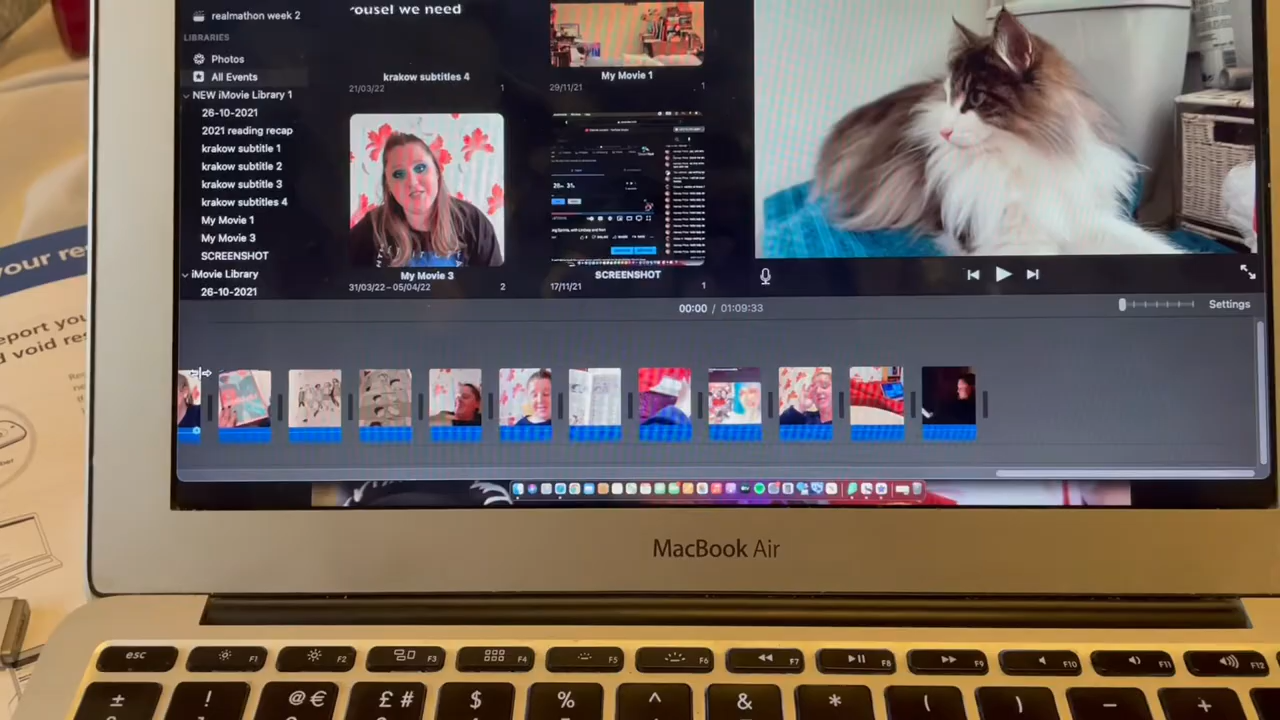 realmathon week 2
LIBRARIES
Photos
All Events
NEW iMovie Library 1
26-10-2021
2021 reading recap
krakow subtitle 1
krakow subtitle 2
krakow subtitle 3
krakow subtitles 4
My Movie 1
My Movie 3
SCREENSHOT
iMovie Library
26-10-2021
rousel we need
krakow subtitles 4
21/03/22 1
My Movie 1
29/11/21 1
My Movie 3
31/03/22 – 05/04/22 2
SCREENSHOT
17/11/21 1
00:00 / 01:09:33
Settings
your re
eport you
d void res
MacBook Air
esc F1 F2 F3 F4 F5 F6 F7 F8 F9 F10 F11 F12
± ! @ € £ # $ % ^ & * ( ) – +